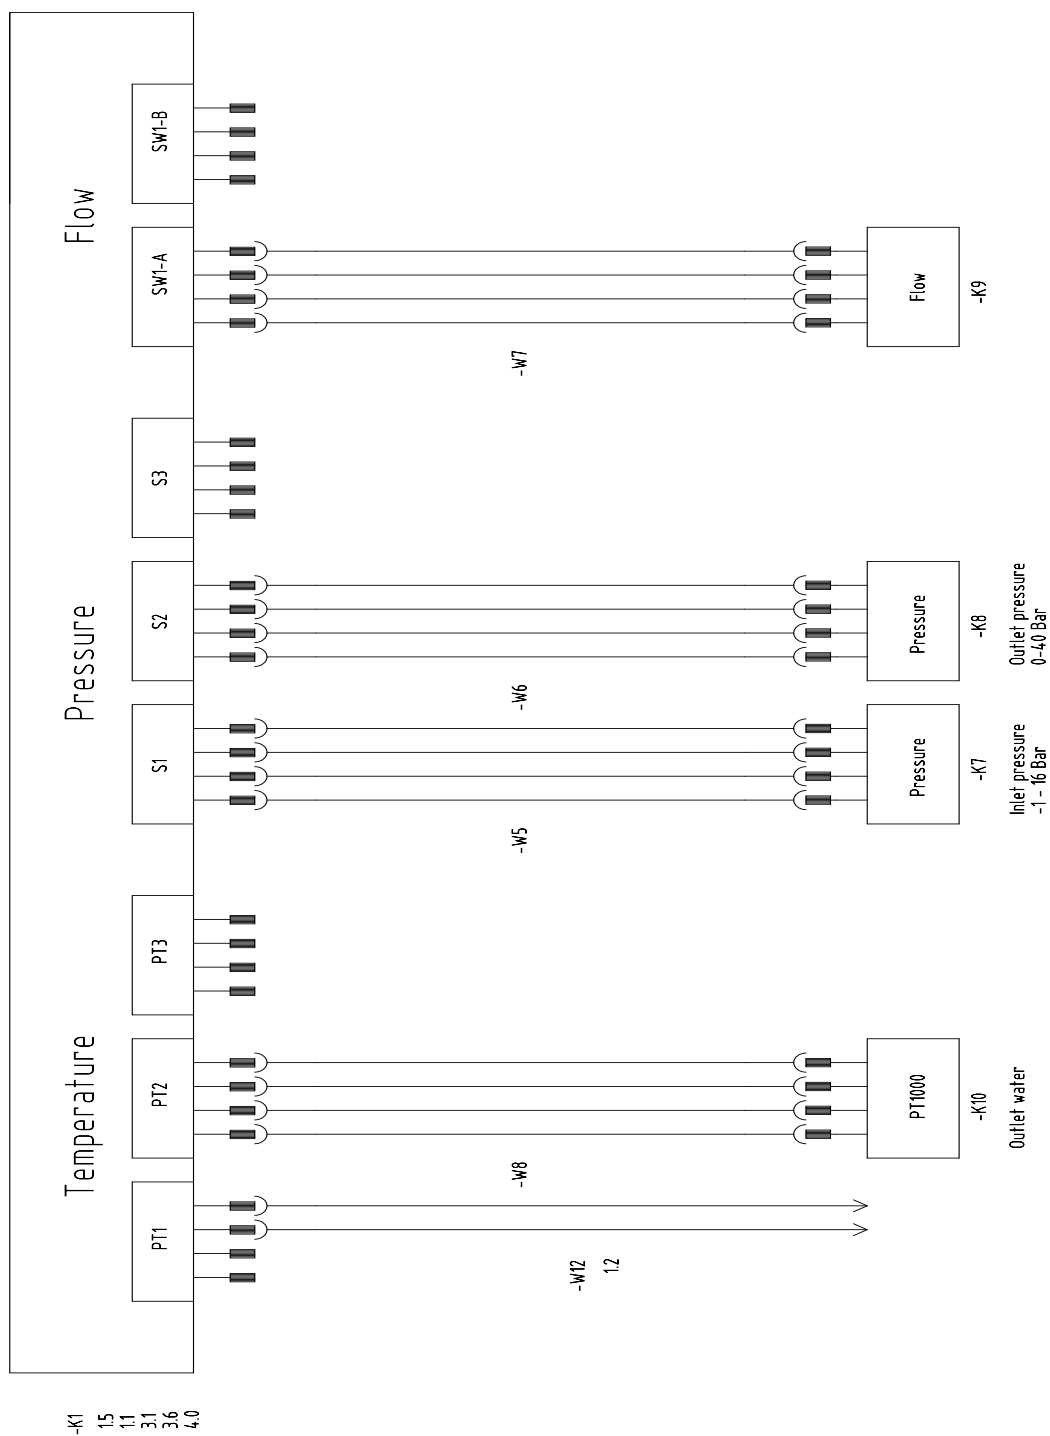 -K1
1.5
1.1
3.1
3.6
4.0
Temperature
Pressure
Flow
PT1
PT2
PT3
S1
S2
S3
SW1-A
SW1-B
-W12
1.2
-W8
-W5
-W6
-W7
PT1000
-K10
Outlet water
Pressure
-K7
Inlet pressure
-1 - 16 Bar
Pressure
-K8
Outlet pressure
0-40 Bar
Flow
-K9